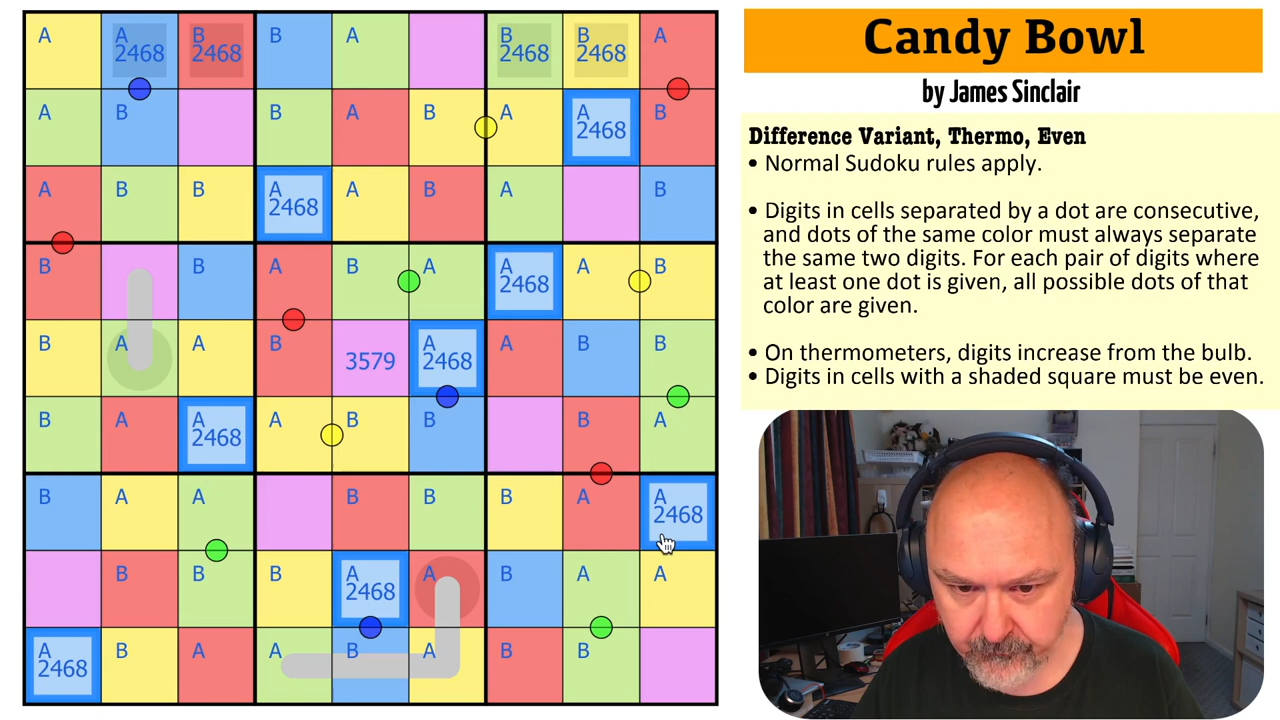 Candy Bowl
by James Sinclair
Difference Variant, Thermo, Even
• Normal Sudoku rules apply.
• Digits in cells separated by a dot are consecutive,
and dots of the same color must always separate
the same two digits. For each pair of digits where
at least one dot is given, all possible dots of that
color are given.
• On thermometers, digits increase from the bulb.
• Digits in cells with a shaded square must be even.
A A B B A B B A
2468 2468 2468 2468
A B B A B A A B
2468
A B B A A B A B
2468
B B A B A A A B
2468
B A A B A A B B
3579 2468
B A A A B B B A
2468
B A A B B B A A
2468
B B B A A B A A
2468
A B A A B A B B
2468